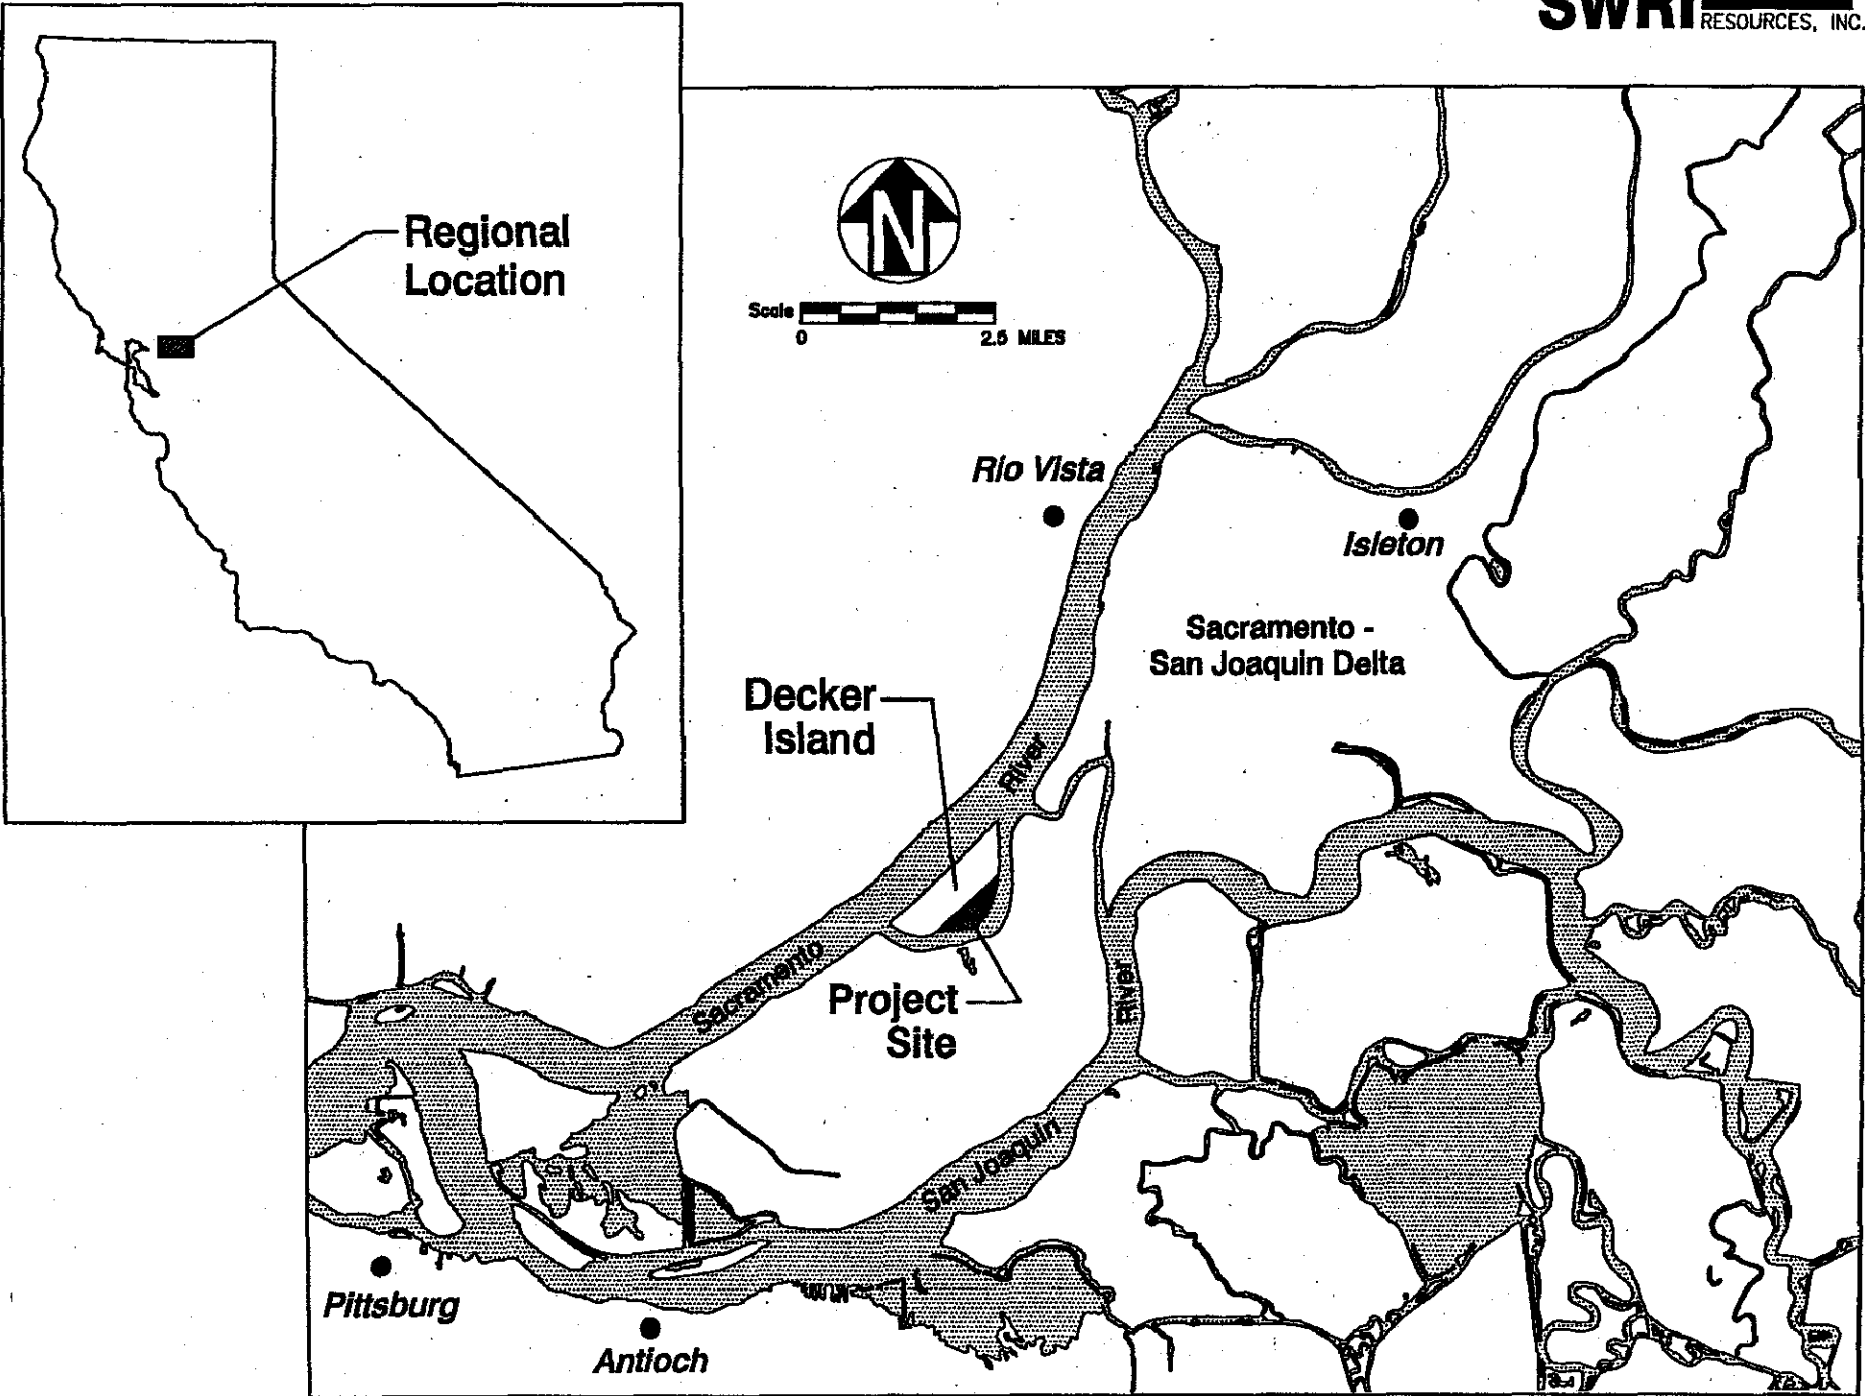 SWRI
RESOURCES, INC.
Regional
Location
N
Scale
0 2.5 MILES
Rio Vista
Isleton
Sacramento -
San Joaquin Delta
Decker
Island
River
Sacramento
Project
Site
River
San Joaquin
Pittsburg
Antioch